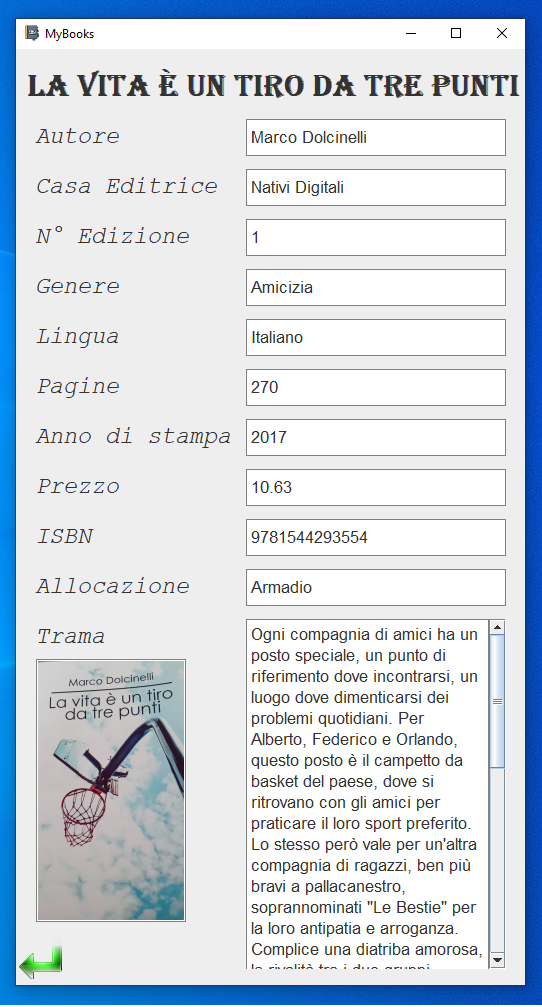 MyBooks
LA VITA È UN TIRO DA TRE PUNTI
Autore Marco Dolcinelli
Casa Editrice Nativi Digitali
N° Edizione 1
Genere Amicizia
Lingua Italiano
Pagine 270
Anno di stampa 2017
Prezzo 10.63
ISBN 9781544293554
Allocazione Armadio
Trama
Marco Dolcinelli
La vita è un tiro
da tre punti
Ogni compagnia di amici ha un
posto speciale, un punto di
riferimento dove incontrarsi, un
luogo dove dimenticarsi dei
problemi quotidiani. Per
Alberto, Federico e Orlando,
questo posto è il campetto da
basket del paese, dove si
ritrovano con gli amici per
praticare il loro sport preferito.
Lo stesso però vale per un'altra
compagnia di ragazzi, ben più
bravi a pallacanestro,
soprannominati "Le Bestie" per
la loro antipatia e arroganza.
Complice una diatriba amorosa,
la rivalità tra i due gruppi